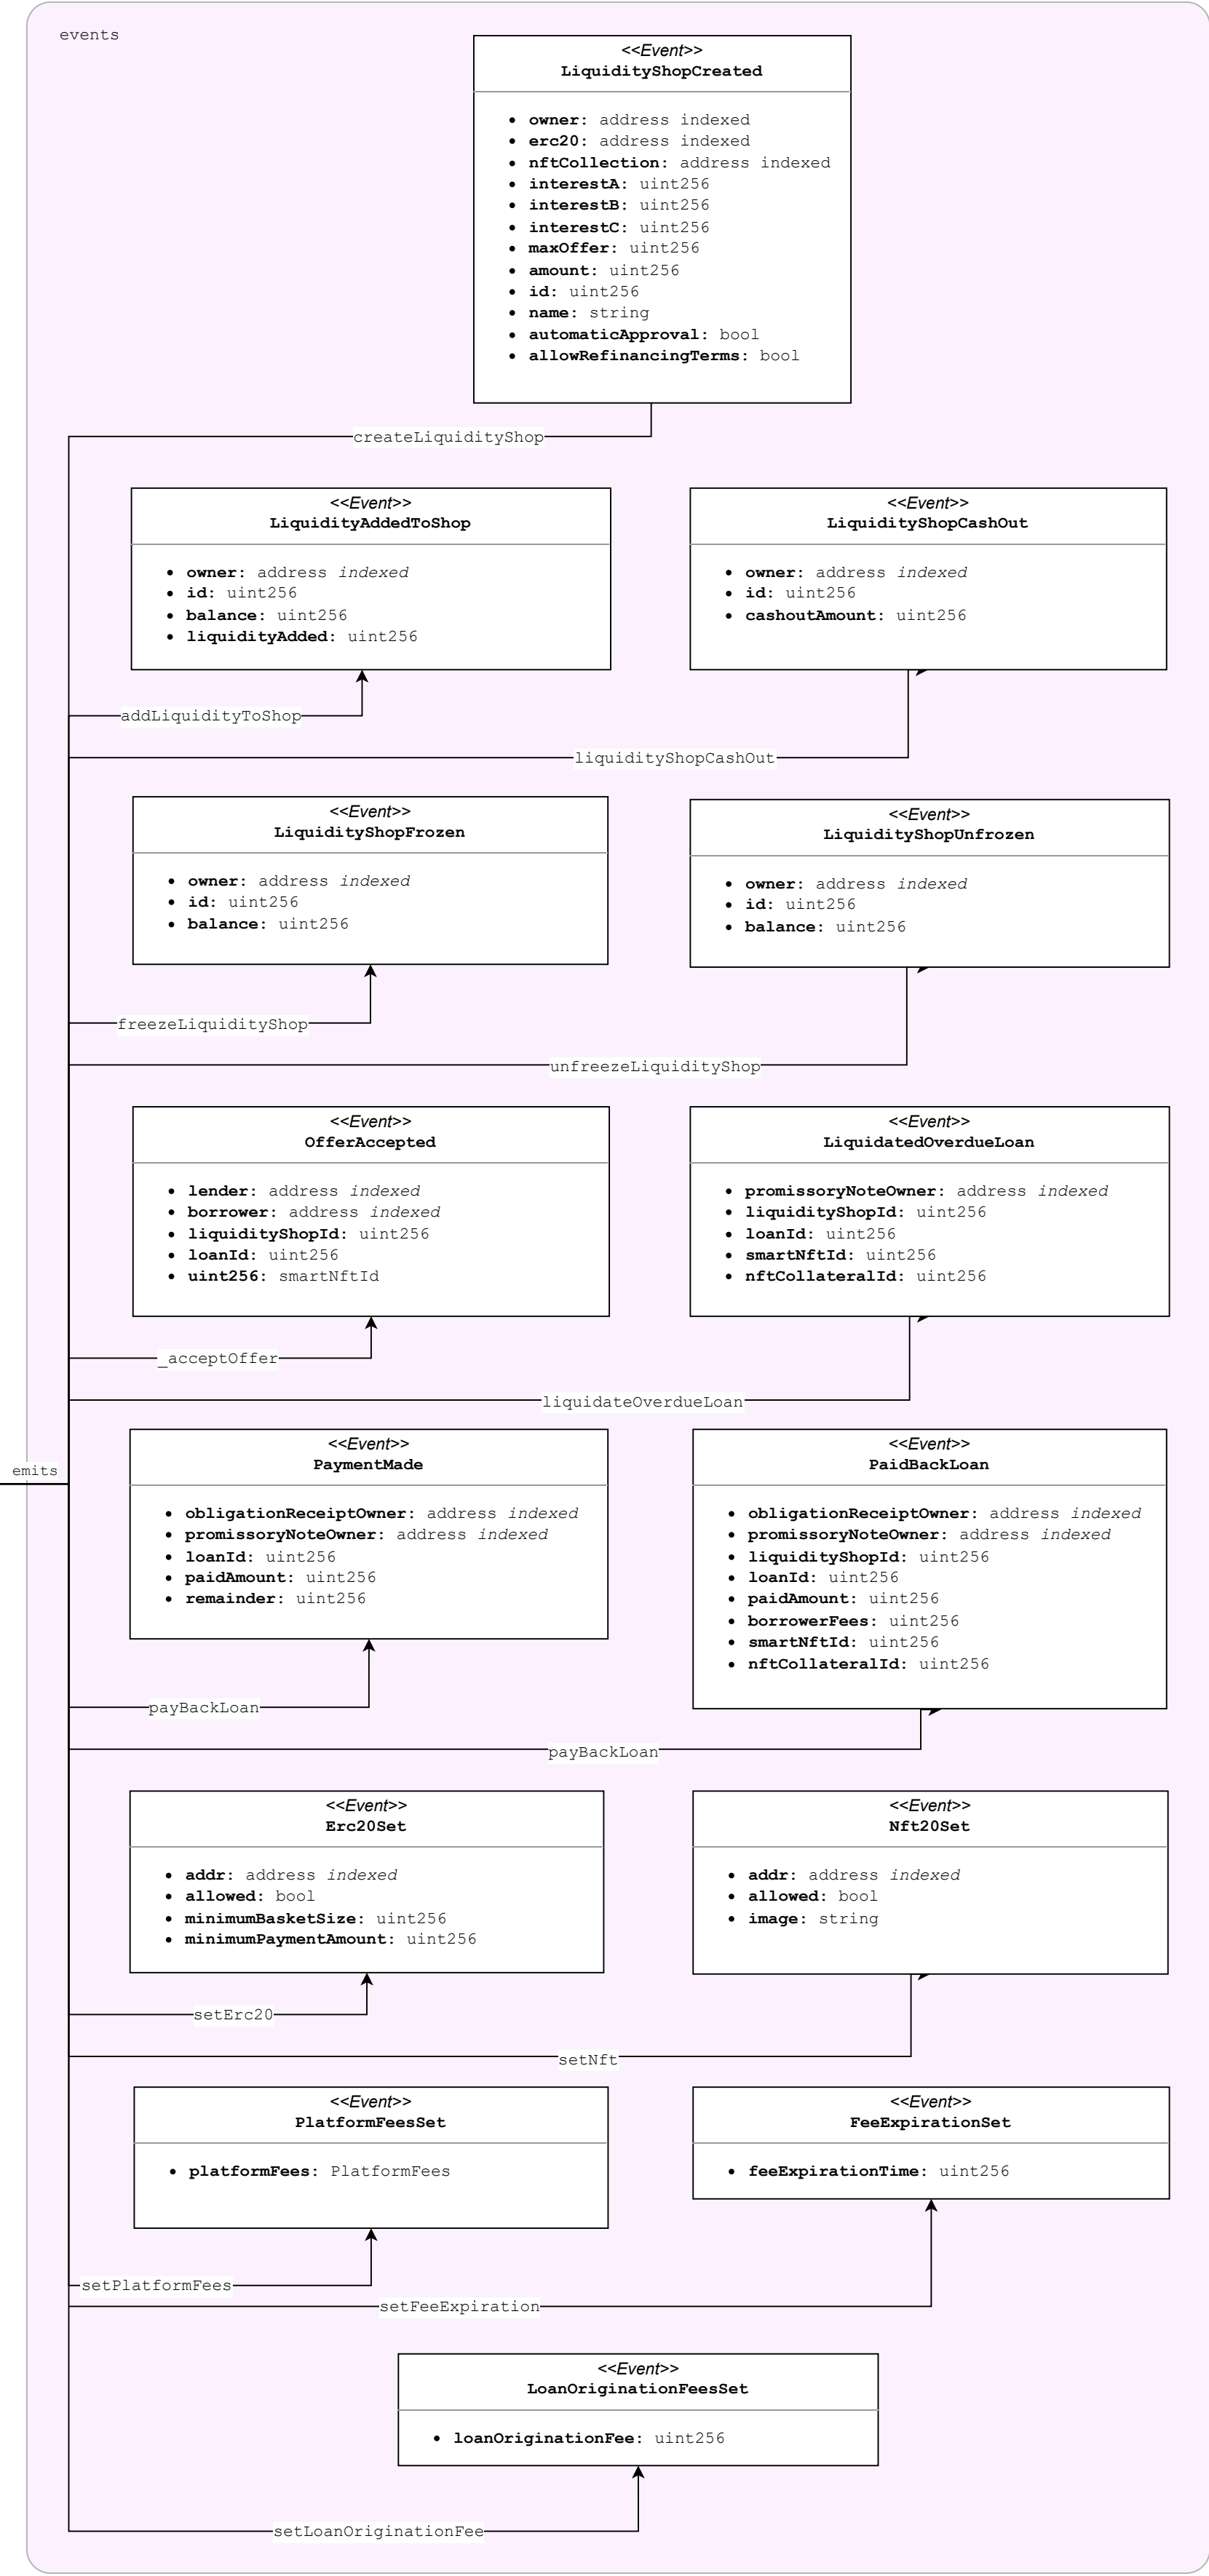 events
<<Event>>
LiquidityShopCreated
• owner: address indexed
• erc20: address indexed
• nftCollection: address indexed
• interestA: uint256
• interestB: uint256
• interestC: uint256
• maxOffer: uint256
• amount: uint256
• id: uint256
• name: string
• automaticApproval: bool
• allowRefinancingTerms: bool
createLiquidityShop
<<Event>>
LiquidityAddedToShop
• owner: address indexed
• id: uint256
• balance: uint256
• liquidityAdded: uint256
<<Event>>
LiquidityShopCashOut
• owner: address indexed
• id: uint256
• cashoutAmount: uint256
addLiquidityToShop
liquidityShopCashOut
<<Event>>
LiquidityShopFrozen
• owner: address indexed
• id: uint256
• balance: uint256
<<Event>>
LiquidityShopUnfrozen
• owner: address indexed
• id: uint256
• balance: uint256
freezeLiquidityShop
unfreezeLiquidityShop
<<Event>>
OfferAccepted
• lender: address indexed
• borrower: address indexed
• liquidityShopId: uint256
• loanId: uint256
• uint256: smartNftId
<<Event>>
LiquidatedOverdueLoan
• promissoryNoteOwner: address indexed
• liquidityShopId: uint256
• loanId: uint256
• smartNftId: uint256
• nftCollateralId: uint256
_acceptOffer
liquidateOverdueLoan
emits
<<Event>>
PaymentMade
• obligationReceiptOwner: address indexed
• promissoryNoteOwner: address indexed
• loanId: uint256
• paidAmount: uint256
• remainder: uint256
<<Event>>
PaidBackLoan
• obligationReceiptOwner: address indexed
• promissoryNoteOwner: address indexed
• liquidityShopId: uint256
• loanId: uint256
• paidAmount: uint256
• borrowerFees: uint256
• smartNftId: uint256
• nftCollateralId: uint256
payBackLoan
payBackLoan
<<Event>>
Erc20Set
• addr: address indexed
• allowed: bool
• minimumBasketSize: uint256
• minimumPaymentAmount: uint256
<<Event>>
Nft20Set
• addr: address indexed
• allowed: bool
• image: string
setErc20
setNft
<<Event>>
PlatformFeesSet
• platformFees: PlatformFees
<<Event>>
FeeExpirationSet
• feeExpirationTime: uint256
setPlatformFees
setFeeExpiration
<<Event>>
LoanOriginationFeesSet
• loanOriginationFee: uint256
setLoanOriginationFee